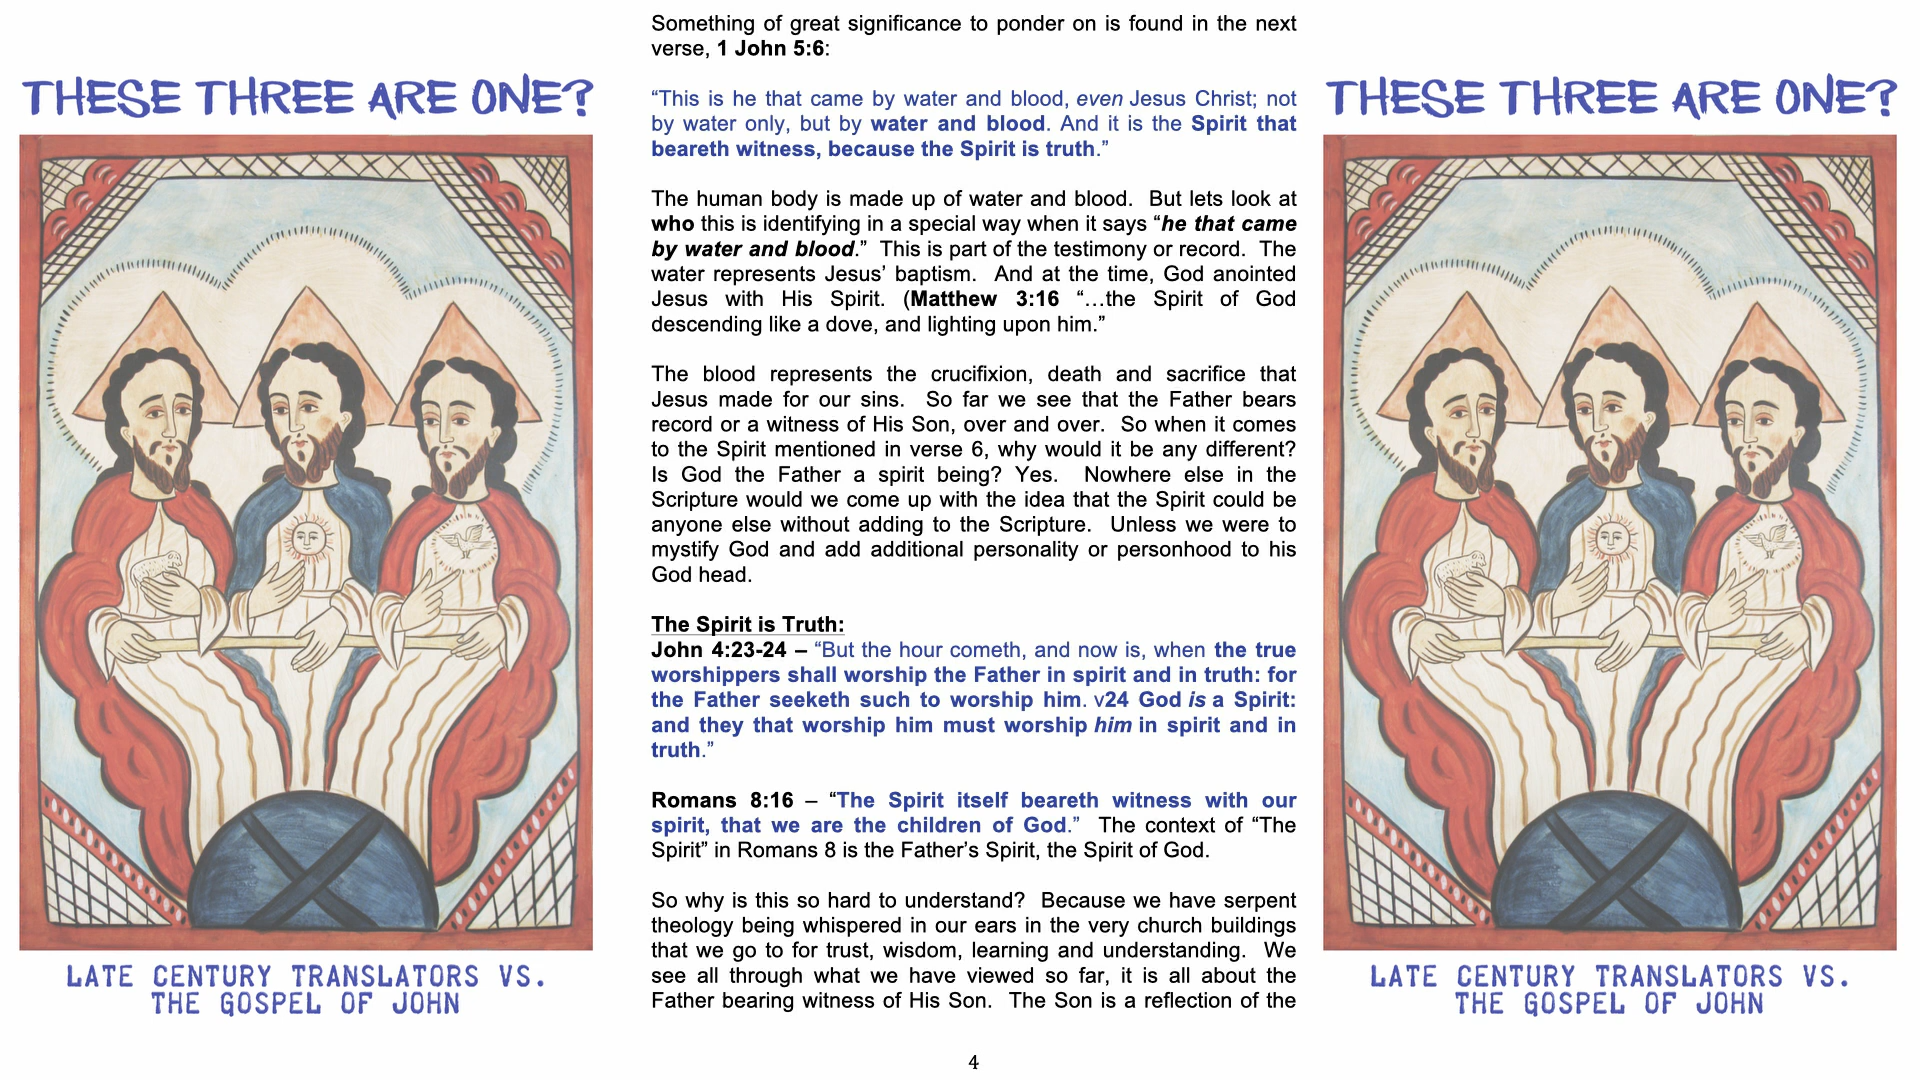 THESE THREE ARE ONE?
LATE CENTURY TRANSLATORS VS.
THE GOSPEL OF JOHN
Something of great significance to ponder on is found in the next
verse, 1 John 5:6:
“This is he that came by water and blood, even Jesus Christ; not
by water only, but by water and blood. And it is the Spirit that
beareth witness, because the Spirit is truth.”
The human body is made up of water and blood. But lets look at
who this is identifying in a special way when it says “he that came
by water and blood.” This is part of the testimony or record. The
water represents Jesus’ baptism. And at the time, God anointed
Jesus with His Spirit. (Matthew 3:16 “…the Spirit of God
descending like a dove, and lighting upon him.”
The blood represents the crucifixion, death and sacrifice that
Jesus made for our sins. So far we see that the Father bears
record or a witness of His Son, over and over. So when it comes
to the Spirit mentioned in verse 6, why would it be any different?
Is God the Father a spirit being? Yes. Nowhere else in the
Scripture would we come up with the idea that the Spirit could be
anyone else without adding to the Scripture. Unless we were to
mystify God and add additional personality or personhood to his
God head.
The Spirit is Truth:
John 4:23-24 – “But the hour cometh, and now is, when the true
worshippers shall worship the Father in spirit and in truth: for
the Father seeketh such to worship him. v24 God is a Spirit:
and they that worship him must worship him in spirit and in
truth.”
Romans 8:16 – “The Spirit itself beareth witness with our
spirit, that we are the children of God.” The context of “The
Spirit” in Romans 8 is the Father’s Spirit, the Spirit of God.
So why is this so hard to understand? Because we have serpent
theology being whispered in our ears in the very church buildings
that we go to for trust, wisdom, learning and understanding. We
see all through what we have viewed so far, it is all about the
Father bearing witness of His Son. The Son is a reflection of the
4
THESE THREE ARE ONE?
LATE CENTURY TRANSLATORS VS.
THE GOSPEL OF JOHN